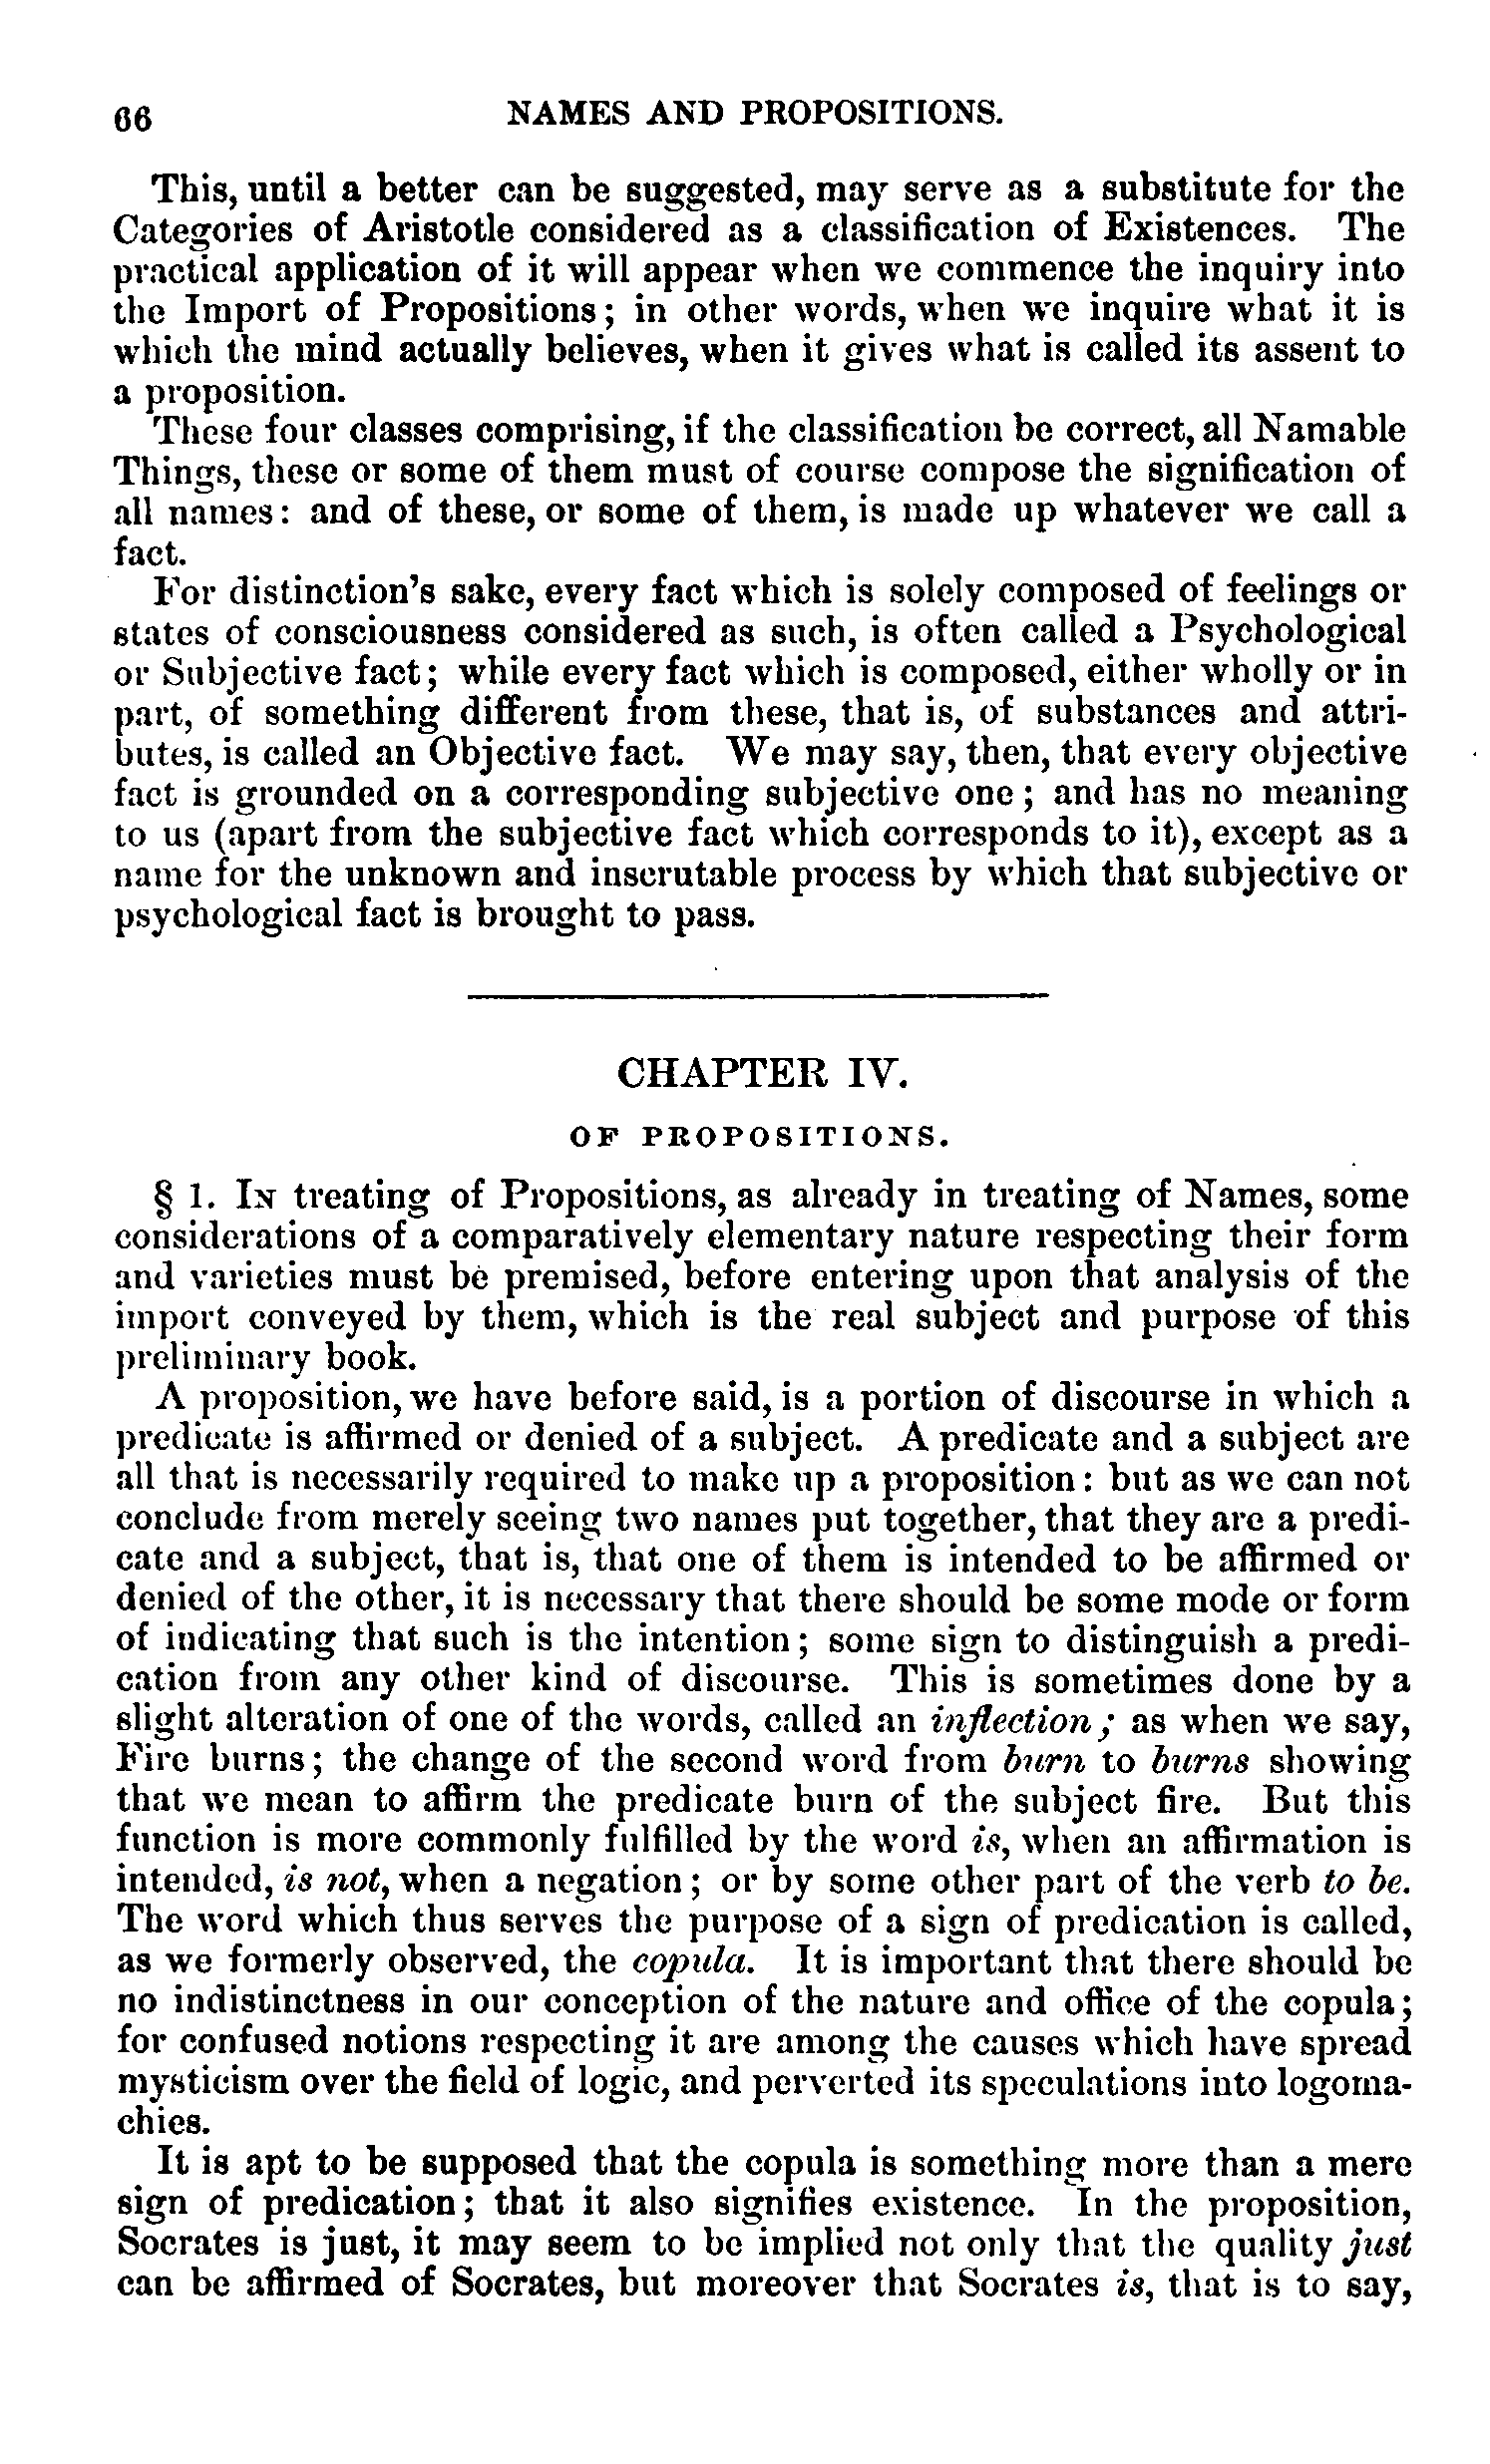 66 NAMES AND PROPOSITIONS.
This, until a better can be suggested, may serve as a substitute for the
Categories of Aristotle considered as a classification of Existences. The
practical application of it will appear when we commence the inquiry into
the Import of Propositions; in other words, when we inquire what it is
which the mind actually believes, when it gives what is called its assent to
a proposition.
These four classes comprising, if the classification be correct, all Namable
Things, these or some of them must of course compose the signification of
all names: and of these, or some of them, is made up whatever we call a
fact.
For distinction's sake, every fact which is solely composed of feelings or
states of consciousness considered as such, is often called a Psychological
or Subjective fact; while every fact which is composed, either wholly or in
part, of something different from these, that is, of substances and attri-
butes, is called an Objective fact. We may say, then, that every objective
fact is grounded on a corresponding subjective one; and has no meaning
to us (apart from the subjective fact which corresponds to it), except as a
name for the unknown and inscrutable process by which that subjective or
psychological fact is brought to pass.
CHAPTER IV.
OF PROPOSITIONS.
§ 1. In treating of Propositions, as already in treating of Names, some
considerations of a comparatively elementary nature respecting their form
and varieties must be premised, before entering upon that analysis of the
import conveyed by them, which is the real subject and purpose of this
preliminary book.
A proposition, we have before said, is a portion of discourse in which a
predicate is affirmed or denied of a subject. A predicate and a subject are
all that is necessarily required to make up a proposition: but as we can not
conclude from merely seeing two names put together, that they are a predi-
cate and a subject, that is, that one of them is intended to be affirmed or
denied of the other, it is necessary that there should be some mode or form
of indicating that such is the intention; some sign to distinguish a predi-
cation from any other kind of discourse. This is sometimes done by a
slight alteration of one of the words, called an inflection; as when we say,
Fire burns; the change of the second word from burn to burns showing
that we mean to affirm the predicate burn of the subject fire. But this
function is more commonly fulfilled by the word is, when an affirmation is
intended, is not, when a negation; or by some other part of the verb to be.
The word which thus serves the purpose of a sign of predication is called,
as we formerly observed, the copula. It is important that there should be
no indistinctness in our conception of the nature and office of the copula;
for confused notions respecting it are among the causes which have spread
mysticism over the field of logic, and perverted its speculations into logoma-
chies.
It is apt to be supposed that the copula is something more than a mere
sign of predication; that it also signifies existence. In the proposition,
Socrates is just, it may seem to be implied not only that the quality just
can be affirmed of Socrates, but moreover that Socrates is, that is to say,